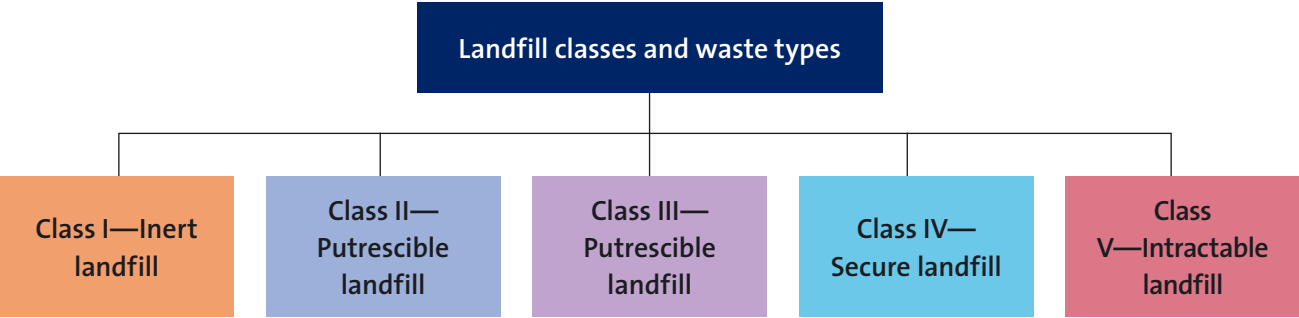 Landfill classes and waste types
Class I—Inert
landfill
Class II—
Putrescible
landfill
Class III—
Putrescible
landfill
Class IV—
Secure landfill
Class
V—Intractable
landfill